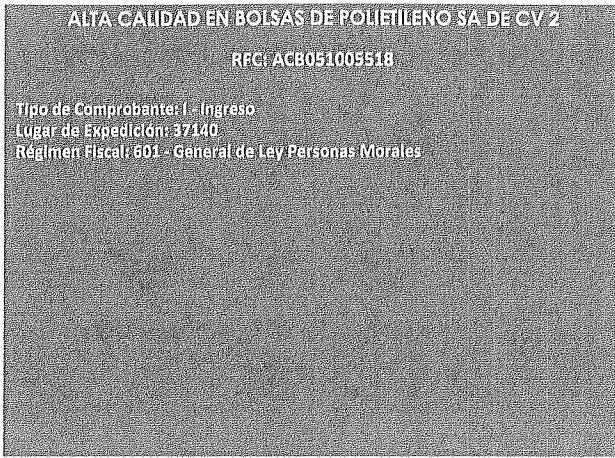 ALTA CALIDAD EN BOLSAS DE POLIETILENO SA DE CV 2
RFC: ACB051005518
Tipo de Comprobante: I - Ingreso
Lugar de Expedición: 37140
Régimen Fiscal: 601 - General de Ley Personas Morales